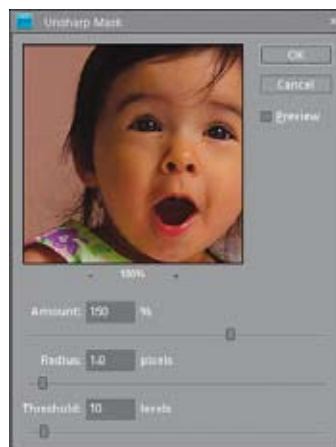 Unsharp Mask
OK
Cancel
Preview
100%
Amount: 150 %
Radius: 1.0 pixels
Threshold: 10 levels